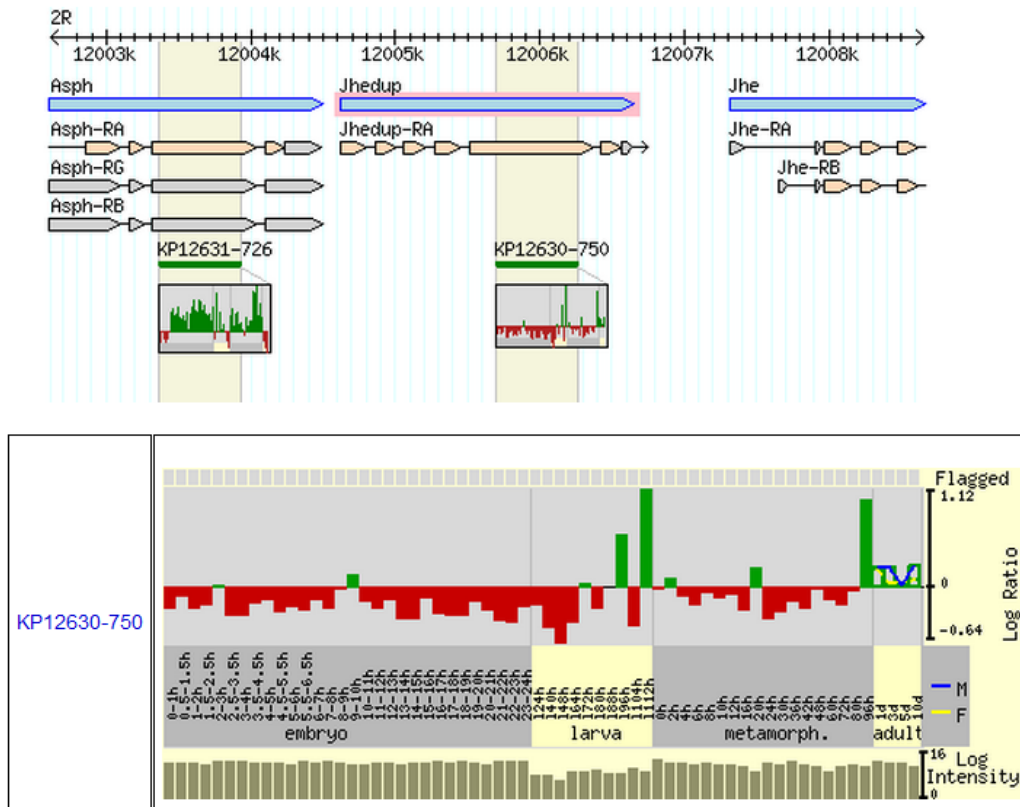 2R
12003k 12004k 12005k 12006k 12007k 12008k
Asph Jhedup Jhe
Asph-RA Jhedup-RA Jhe-RA
Asph-RG Jhe-RB
Asph-RB
KP12631-726 KP12630-750
Flagged
1.12
0
-0.64
Log Ratio
KP12630-750
0-1h
0.5-1.5h
1-2h
1.5-2.5h
2-3h
2.5-3.5h
3-4h
3.5-4.5h
4-5h
4.5-5.5h
5-6h
5.5-6.5h
6-7h
7-8h
8-9h
9-10h
10-11h
11-12h
12-13h
13-14h
14-15h
15-16h
16-17h
17-18h
18-19h
19-20h
20-21h
21-22h
22-23h
23-24h
embryo larva metamorph. adult
M
F
16
0
Log
Intensity